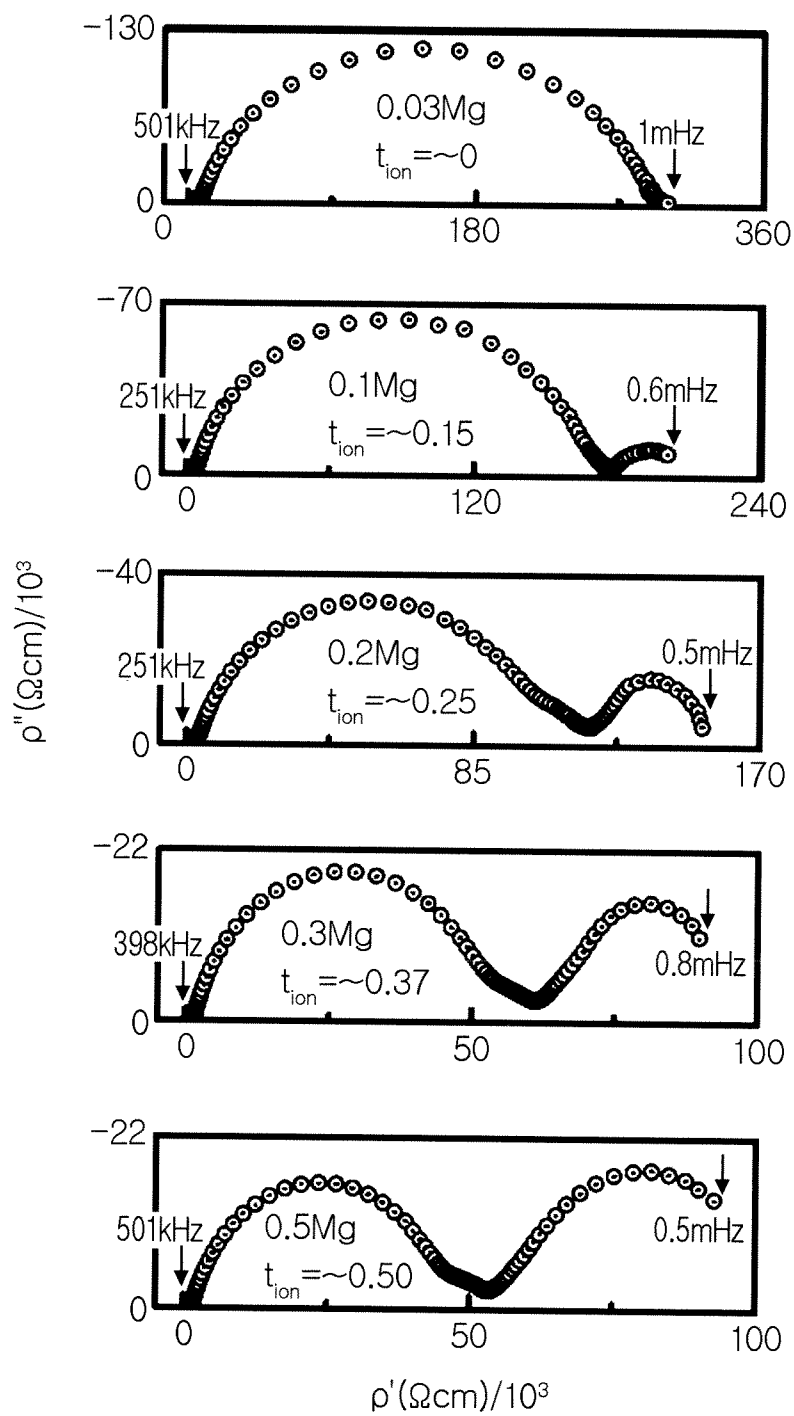 -130
0.03Mg
501kHz
1mHz
t_ion=~0
0
0 180 360
-70
0.1Mg
251kHz
0.6mHz
t_ion=~0.15
0
0 120 240
-40
0.2Mg
251kHz
0.5mHz
t_ion=~0.25
0
0 85 170
-22
0.3Mg
398kHz
0.8mHz
t_ion=~0.37
0
0 50 100
-22
0.5Mg
501kHz
0.5mHz
t_ion=~0.50
0
0 50 100
ρ"(Ωcm)/10³
ρ'(Ωcm)/10³